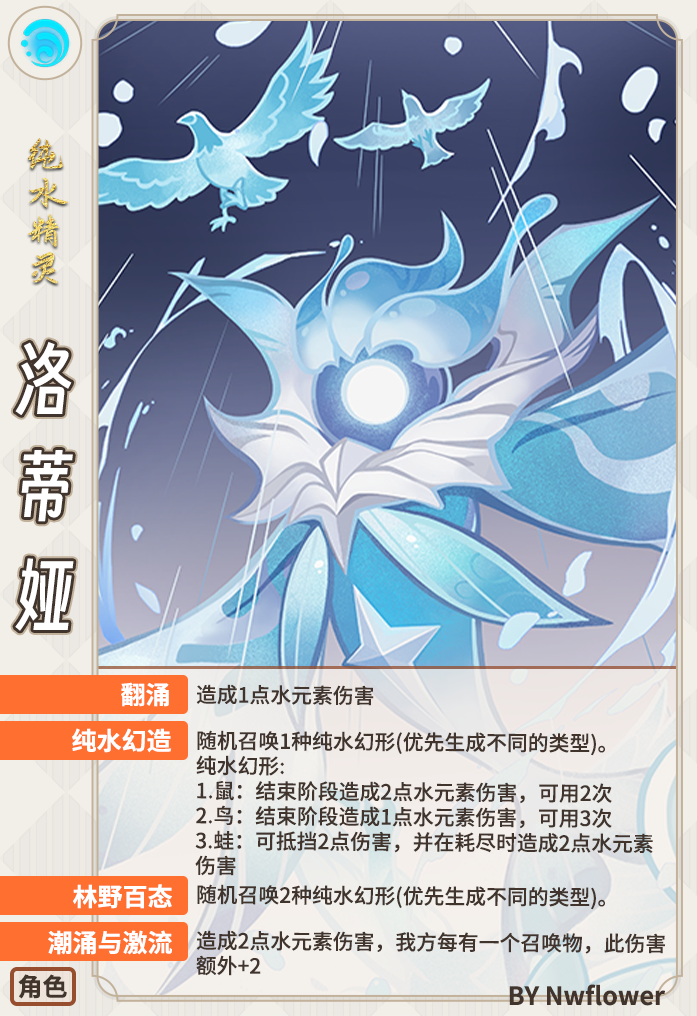 纯水精灵
洛蒂娅
翻涌
造成1点水元素伤害
纯水幻造
随机召唤1种纯水幻形(优先生成不同的类型)。
纯水幻形:
1.鼠：结束阶段造成2点水元素伤害，可用2次
2.鸟：结束阶段造成1点水元素伤害，可用3次
3.蛙：可抵挡2点伤害，并在耗尽时造成2点水元素
伤害
林野百态
随机召唤2种纯水幻形(优先生成不同的类型)。
潮涌与激流
造成2点水元素伤害，我方每有一个召唤物，此伤害
额外+2
角色
BY Nwflower